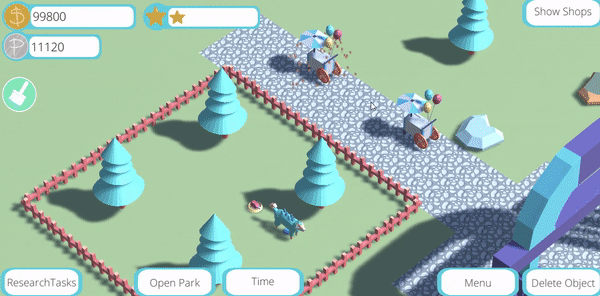 99800
Show Shops
11120
ResearchTasks
Open Park
Time
Menu
Delete Object